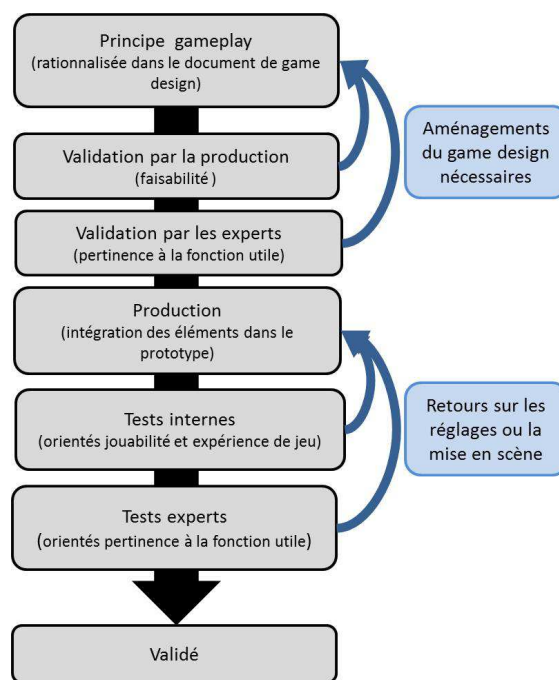 Principe gameplay
(rationnalisée dans le document de game
design)
Validation par la production
(faisabilité)
Validation par les experts
(pertinence à la fonction utile)
Aménagements
du game design
nécessaires
Production
(intégration des éléments dans le
prototype)
Tests internes
(orientés jouabilité et expérience de jeu)
Tests experts
(orientés pertinence à la fonction utile)
Retours sur les
réglages ou la
mise en scène
Validé